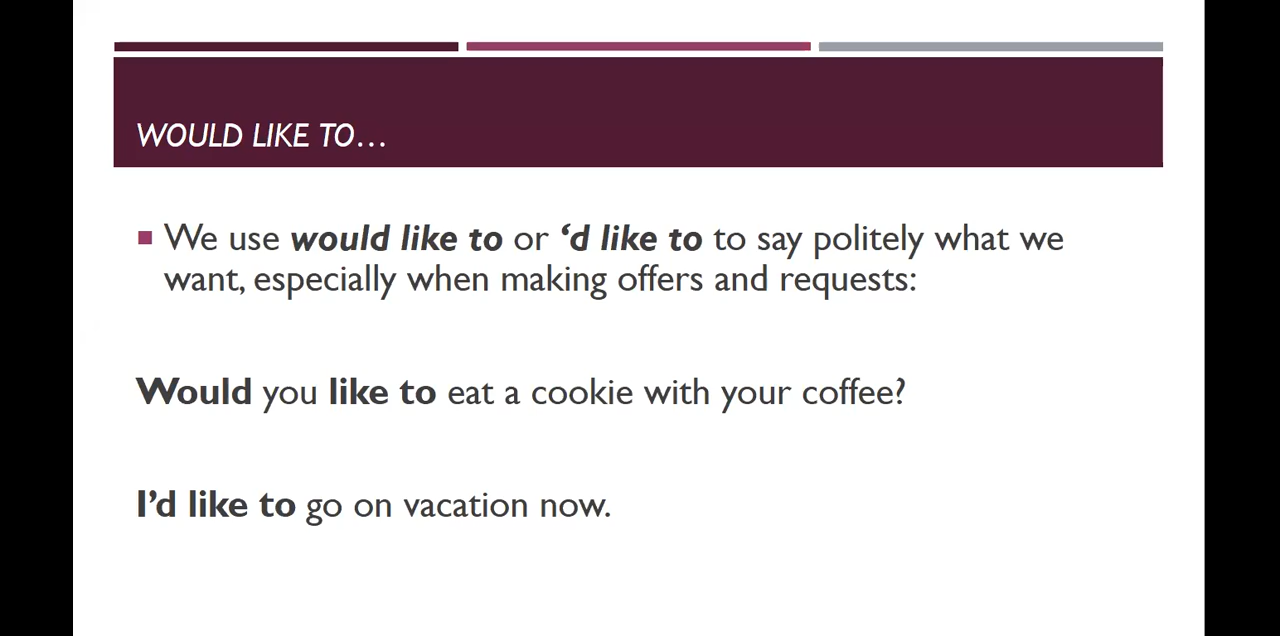 WOULD LIKE TO…
We use would like to or ‘d like to to say politely what we
want, especially when making offers and requests:
Would you like to eat a cookie with your coffee?
I’d like to go on vacation now.